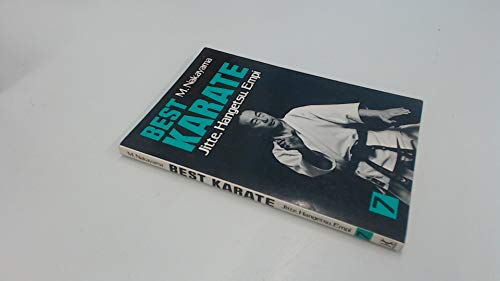 M. Nakayama
BEST
KARATE
Jitte, Hangetsu, Empi
7
M. Nakayama BEST KARATE Jitte, Hangetsu, Empi 7